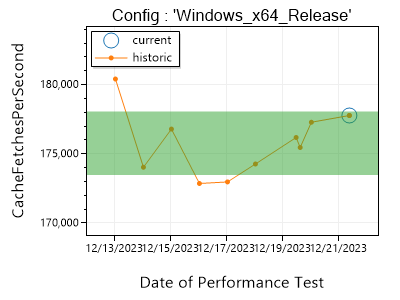 Config : 'Windows_x64_Release'
current
historic
CacheFetchesPerSecond
180,000
175,000
170,000
12/13/2023
12/15/2023
12/17/2023
12/19/2023
12/21/2023
Date of Performance Test